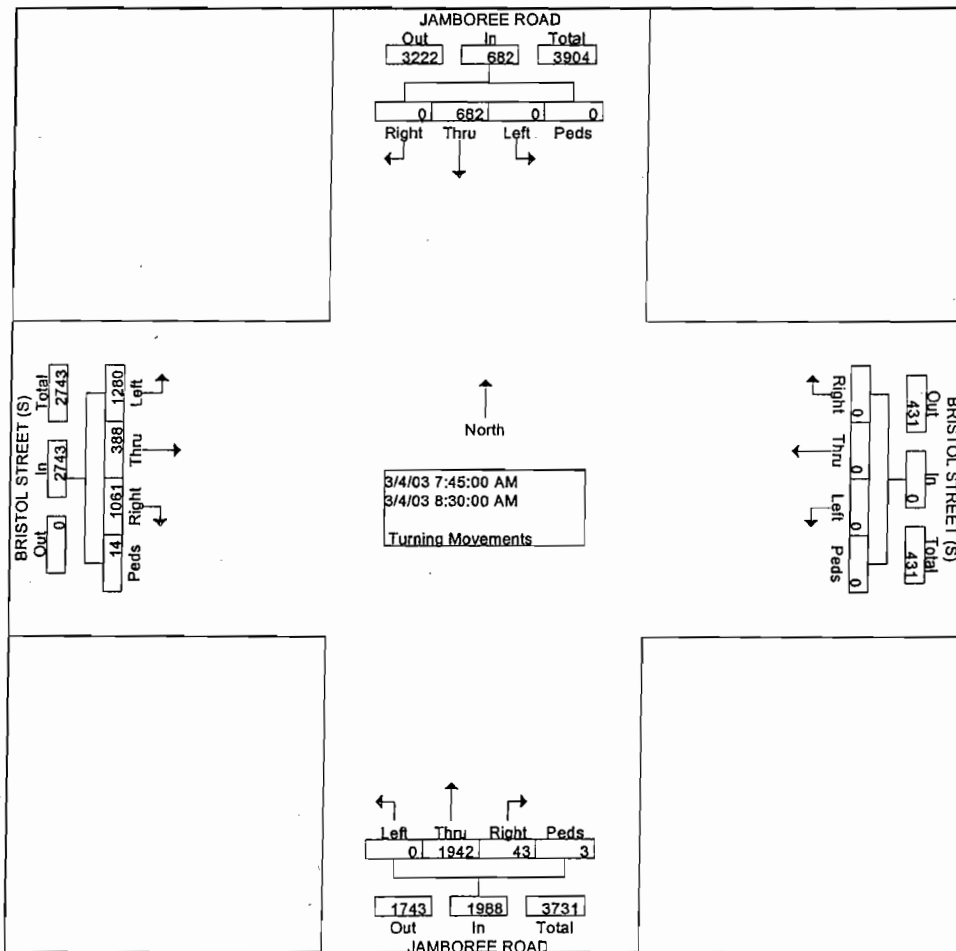 JAMBOREE ROAD
Out In Total
3222 682 3904
0 682 0 0
Right Thru Left Peds
BRISTOL STREET (S)
Total In Out
2743 2743 0
1280 388 1061 14
Left Thru Right Peds
North
3/4/03 7:45:00 AM
3/4/03 8:30:00 AM
Turning Movements
Right Thru Left Peds
0 0 0 0
Out In Total
431 0 431
BRISTOL STREET (S)
Left Thru Right Peds
0 1942 43 3
1743 1988 3731
Out In Total
JAMBOREE ROAD